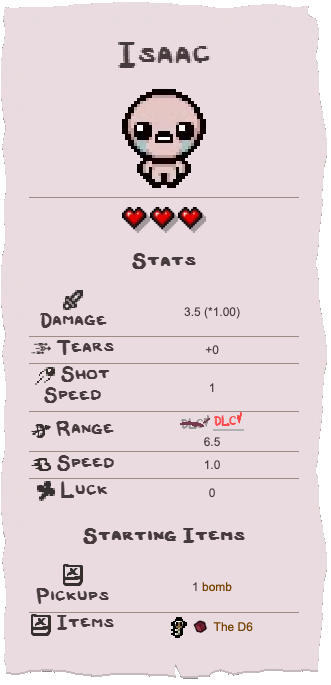 Isaac
Stats
Damage
3.5 (*1.00)
Tears
+0
Shot
Speed
1
Range
DLC DLC
6.5
Speed
1.0
Luck
0
Starting Items
Pickups
1 bomb
Items
The D6